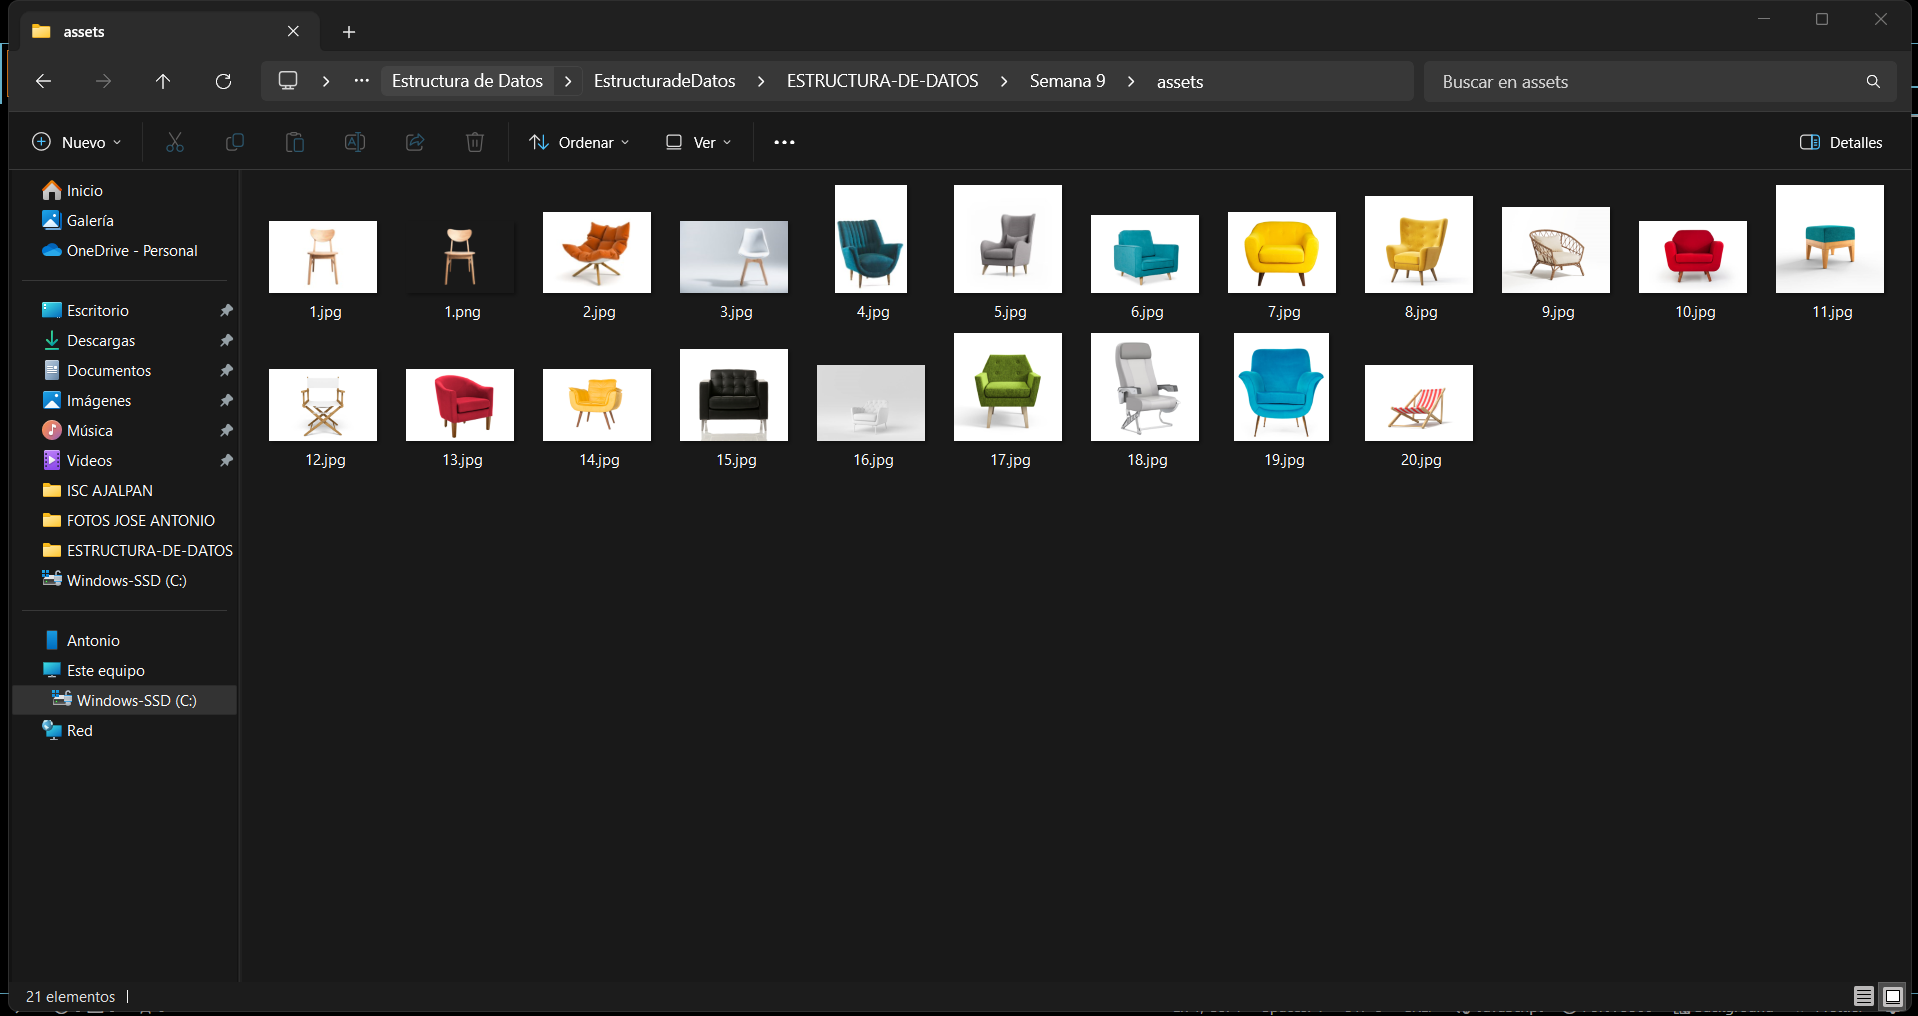 assets
Estructura de Datos
EstructuradeDatos
ESTRUCTURA-DE-DATOS
Semana 9
assets
Buscar en assets
Nuevo
Ordenar
Ver
Detalles
Inicio
Galería
OneDrive - Personal
Escritorio
Descargas
Documentos
Imágenes
Música
Videos
ISC AJALPAN
FOTOS JOSE ANTONIO
ESTRUCTURA-DE-DATOS
Windows-SSD (C:)
Antonio
Este equipo
Windows-SSD (C:)
Red
1.jpg
1.png
2.jpg
3.jpg
4.jpg
5.jpg
6.jpg
7.jpg
8.jpg
9.jpg
10.jpg
11.jpg
12.jpg
13.jpg
14.jpg
15.jpg
16.jpg
17.jpg
18.jpg
19.jpg
20.jpg
21 elementos